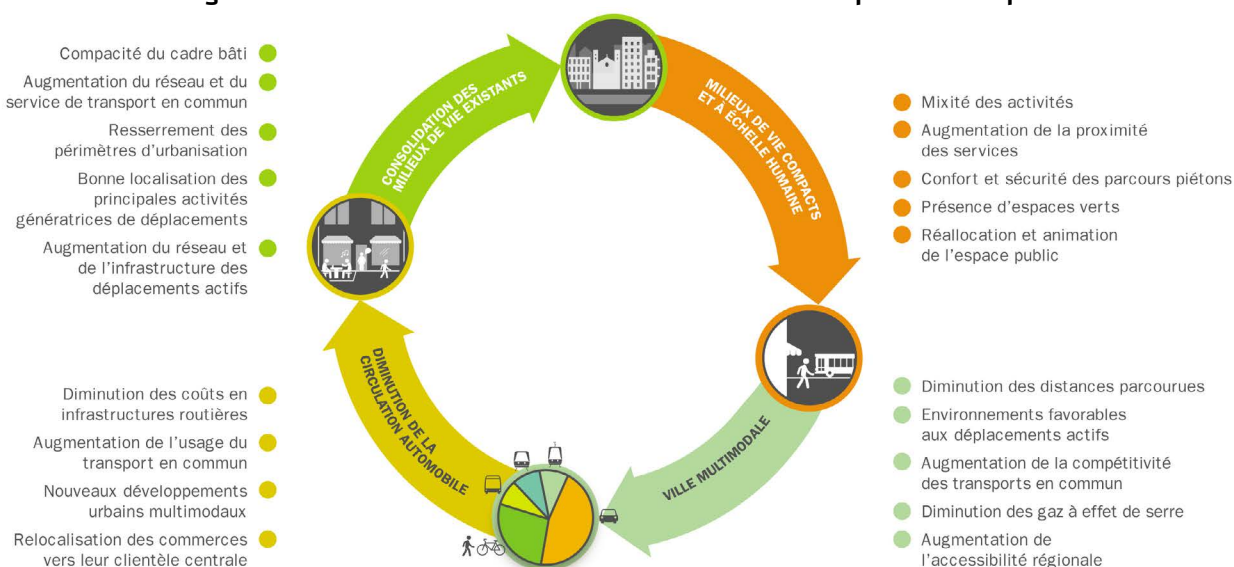 Compacité du cadre bâti
Augmentation du réseau et du
service de transport en commun
Resserrement des
périmètres d'urbanisation
Bonne localisation des
principales activités
génératrices de déplacements
Augmentation du réseau et
de l'infrastructure des
déplacements actifs
CONSOLIDATION DES
MILIEUX DE VIE EXISTANTS
MILIEUX DE VIE COMPACTS
ET À ÉCHELLE HUMAINE
Mixité des activités
Augmentation de la proximité
des services
Confort et sécurité des parcours piétons
Présence d'espaces verts
Réallocation et animation
de l'espace public
Diminution des coûts en
infrastructures routières
Augmentation de l'usage du
transport en commun
Nouveaux développements
urbains multimodaux
Relocalisation des commerces
vers leur clientèle centrale
DIMINUTION DE LA
CIRCULATION AUTOMOBILE
VILLE MULTIMODALE
Diminution des distances parcourues
Environnements favorables
aux déplacements actifs
Augmentation de la compétitivité
des transports en commun
Diminution des gaz à effet de serre
Augmentation de
l'accessibilité régionale